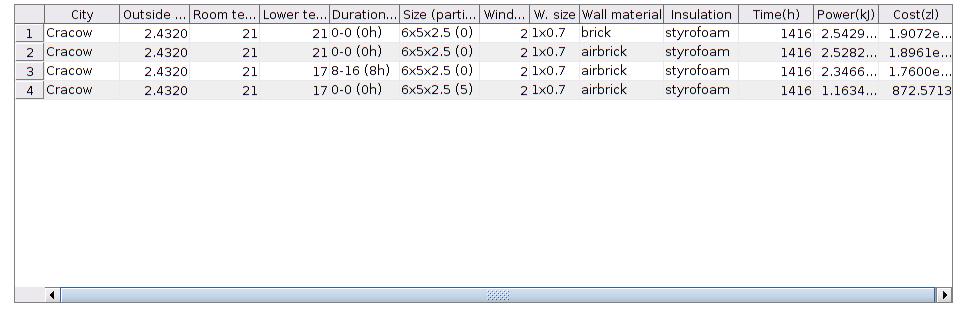 City Outside ... Room te... Lower te... Duration... Size (parti... Wind... W. size Wall material Insulation Time(h) Power(kJ) Cost(zl)
1 Cracow 2.4320 21 21 0-0 (0h) 6x5x2.5 (0) 2 1x0.7 brick styrofoam 1416 2.5429... 1.9072e...
2 Cracow 2.4320 21 21 0-0 (0h) 6x5x2.5 (0) 2 1x0.7 airbrick styrofoam 1416 2.5282... 1.8961e...
3 Cracow 2.4320 21 17 8-16 (8h) 6x5x2.5 (0) 2 1x0.7 airbrick styrofoam 1416 2.3466... 1.7600e...
4 Cracow 2.4320 21 17 0-0 (0h) 6x5x2.5 (5) 2 1x0.7 airbrick styrofoam 1416 1.1634... 872.5713